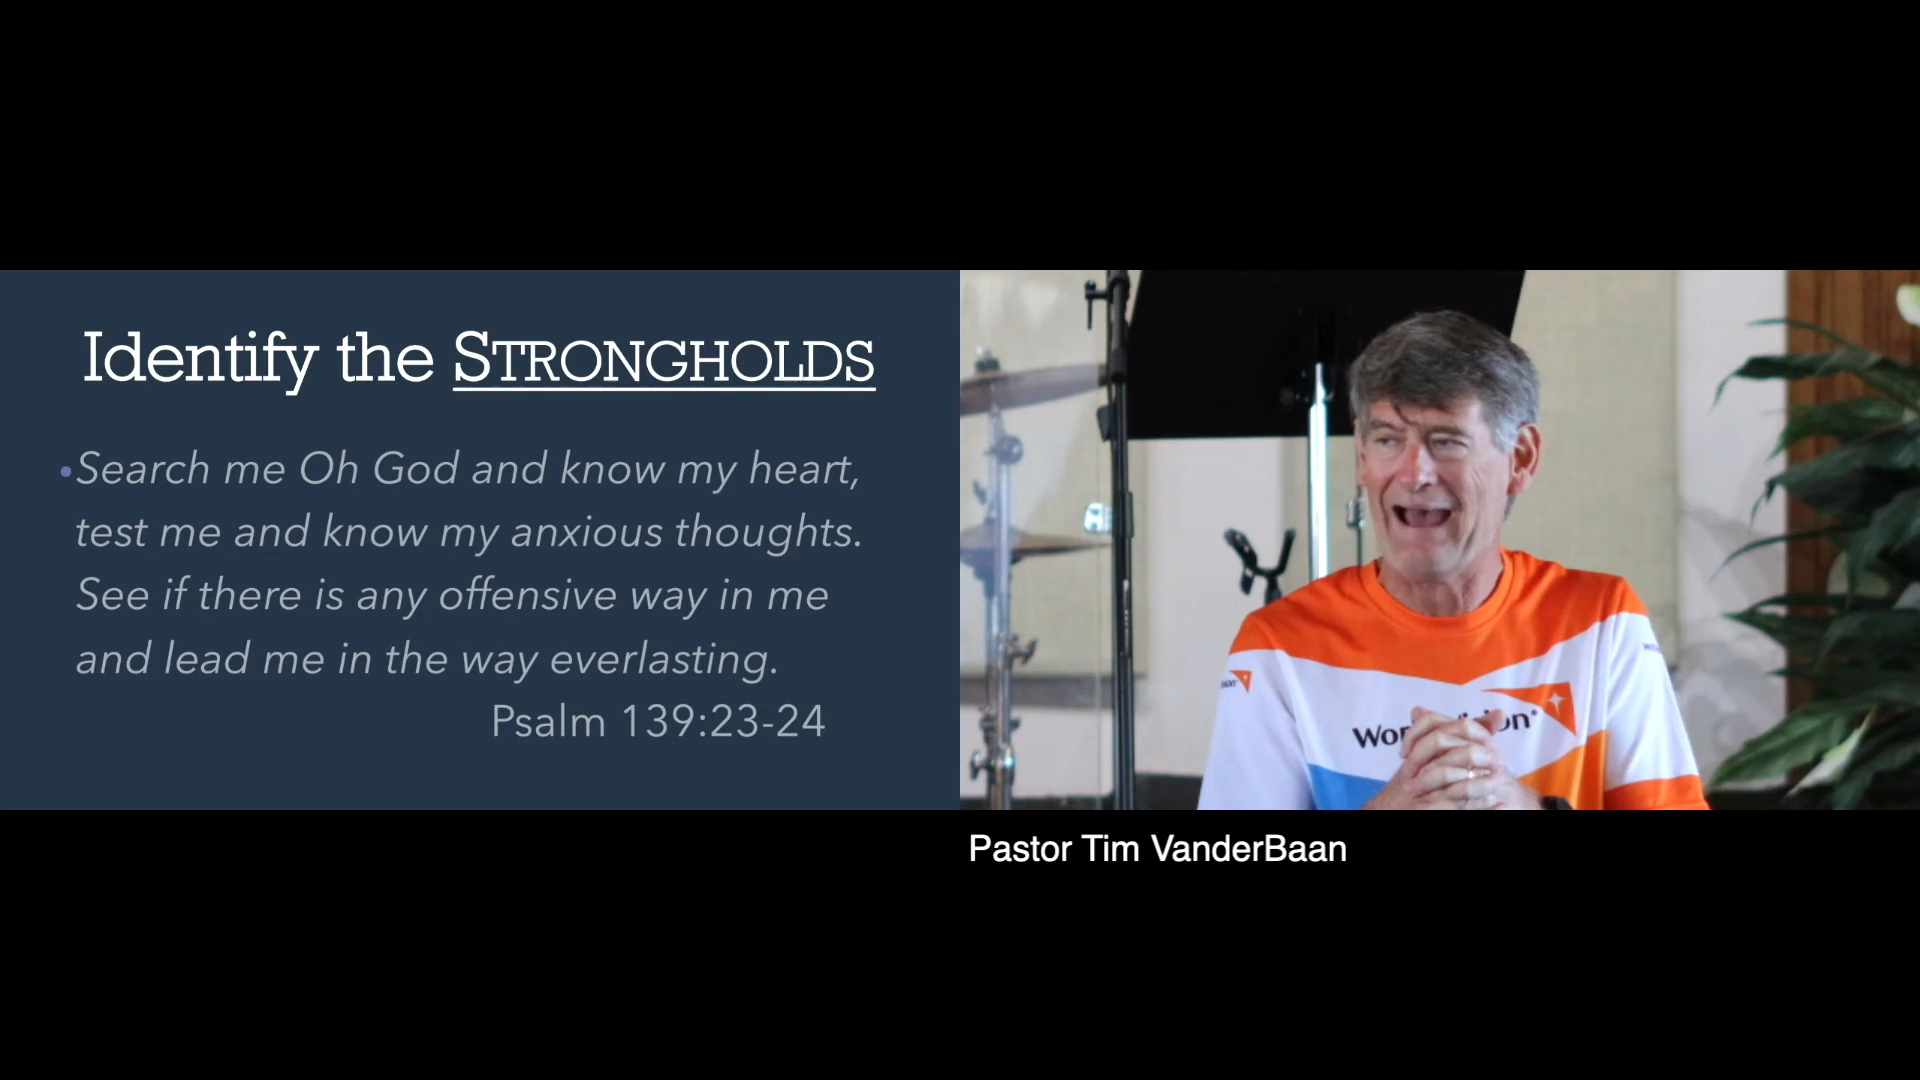 Identify the STRONGHOLDS
•Search me Oh God and know my heart,
test me and know my anxious thoughts.
See if there is any offensive way in me
and lead me in the way everlasting.
Psalm 139:23-24
Pastor Tim VanderBaan